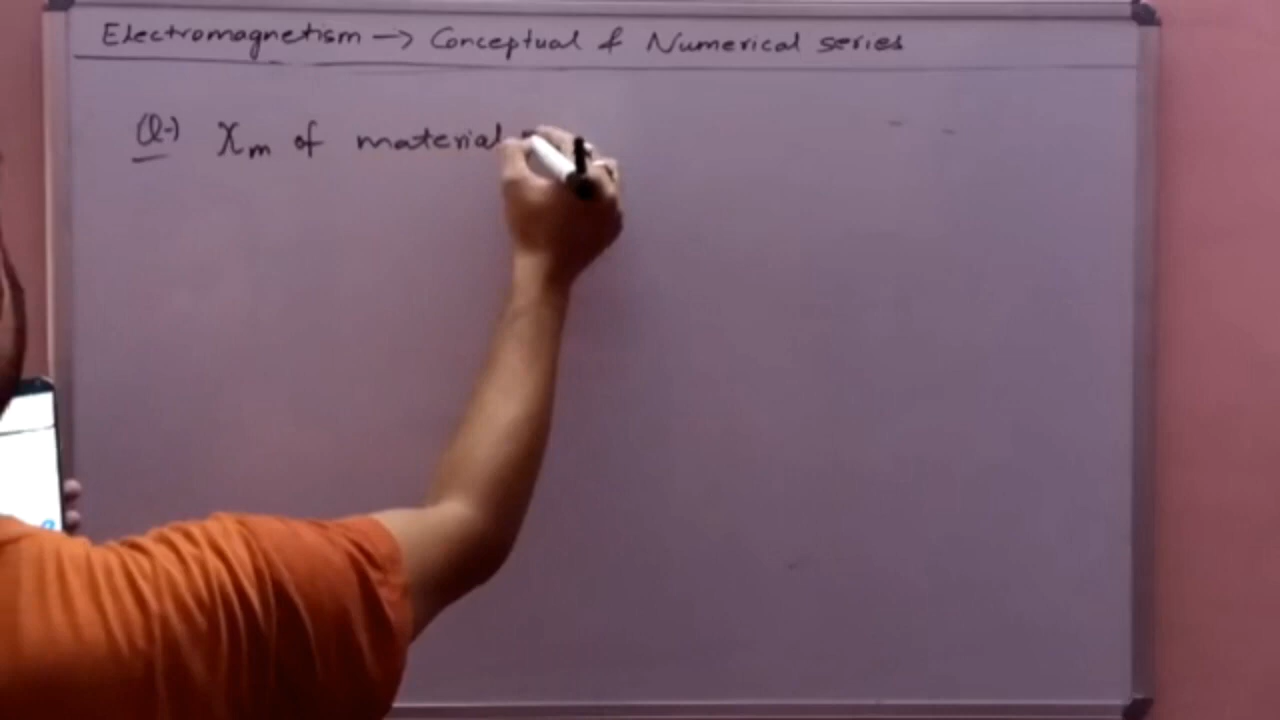 Electromagnetism → Conceptual & Numerical series
Q.) χm of material